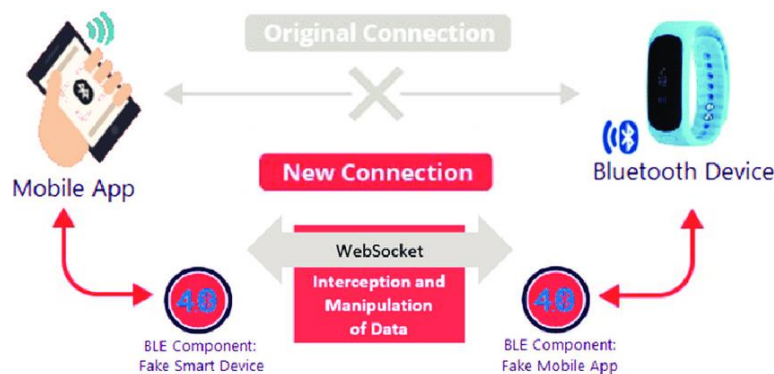 Original Connection
Mobile App
Bluetooth Device
New Connection
WebSocket
Interception and
Manipulation
of Data
4.0
BLE Component:
Fake Smart Device
4.0
BLE Component:
Fake Mobile App